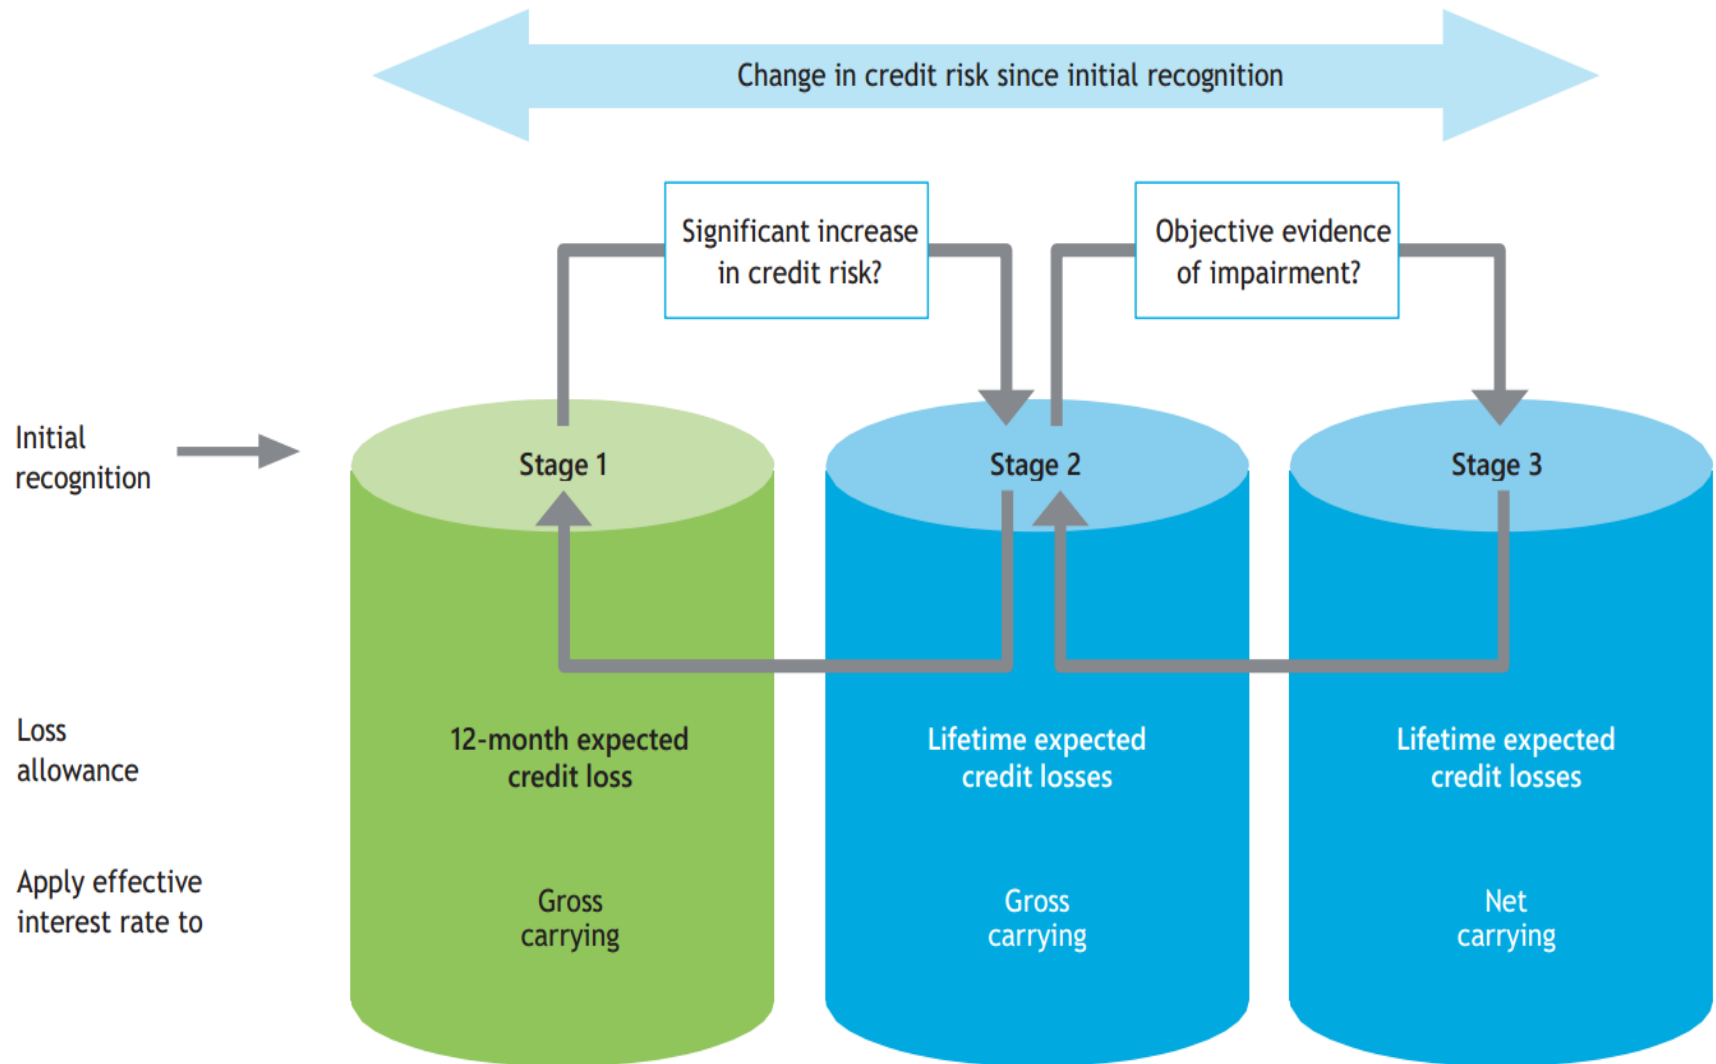 Change in credit risk since initial recognition
Significant increase
in credit risk?
Objective evidence
of impairment?
Initial
recognition
Stage 1
Stage 2
Stage 3
Loss
allowance
12-month expected
credit loss
Lifetime expected
credit losses
Lifetime expected
credit losses
Apply effective
interest rate to
Gross
carrying
Gross
carrying
Net
carrying